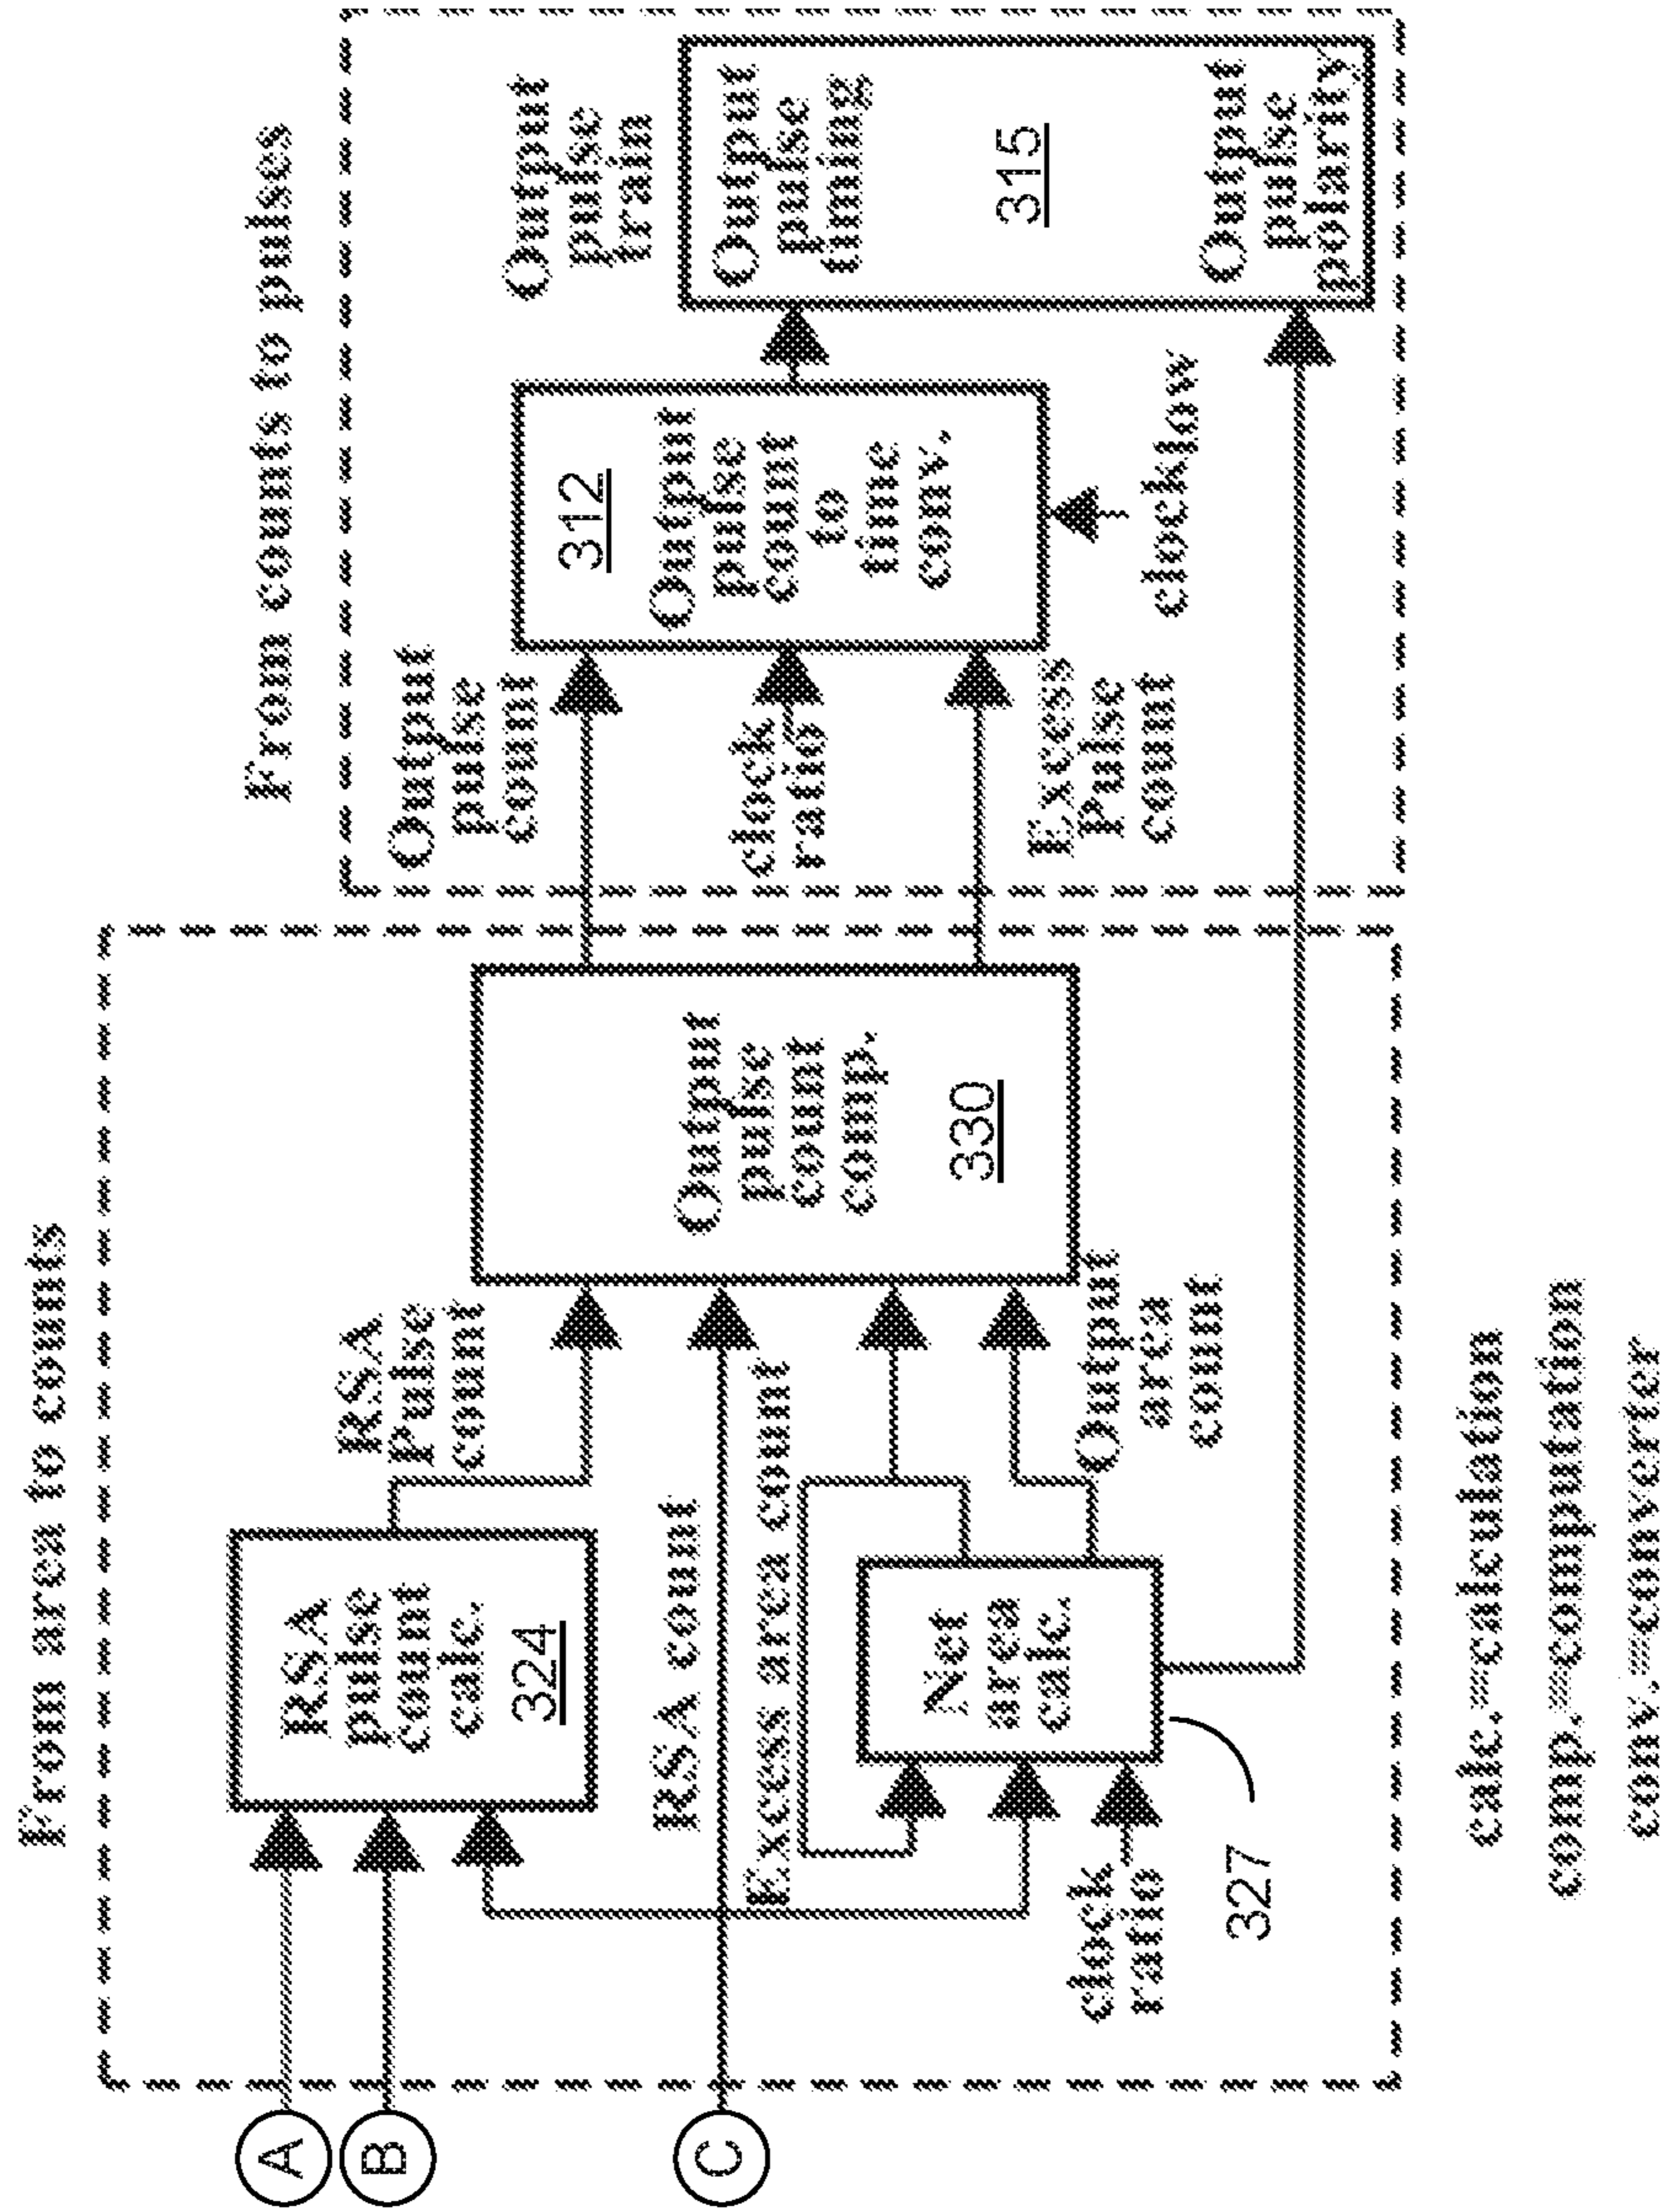 From area to counts
From counts to pulses
A
B
C
RSA
pulse
count
calc.
324
RSA
Pulse
count
RSA count
Excess area count
Net
area
calc.
327
clock
ratio
Output
area
count
Output
pulse
count
comp.
330
Output
pulse
count
clock
ratio
Excess
Pulse
count
312
Output
pulse
count
to
time
conv.
clocklow
Output
pulse
train
Output
pulse
timing
315
Output
pulse
polarity
calc.=calculation
comp.=computation
conv.=converter